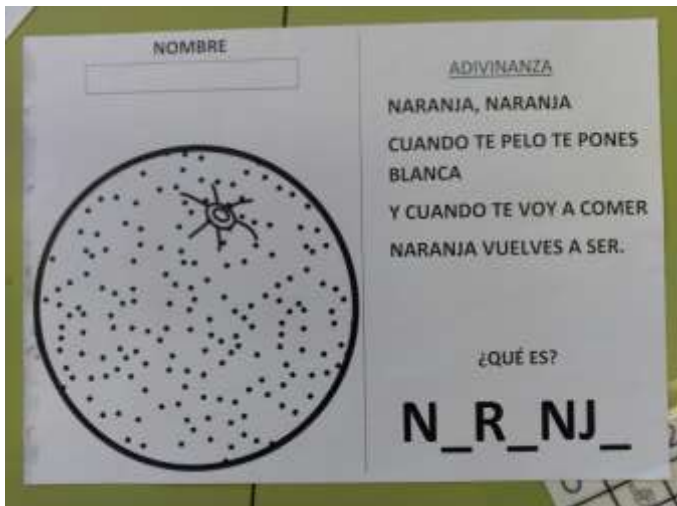 NOMBRE
ADIVINANZA
NARANJA, NARANJA
CUANDO TE PELO TE PONES
BLANCA
Y CUANDO TE VOY A COMER
NARANJA VUELVES A SER.
¿QUÉ ES?
N_R_NJ_